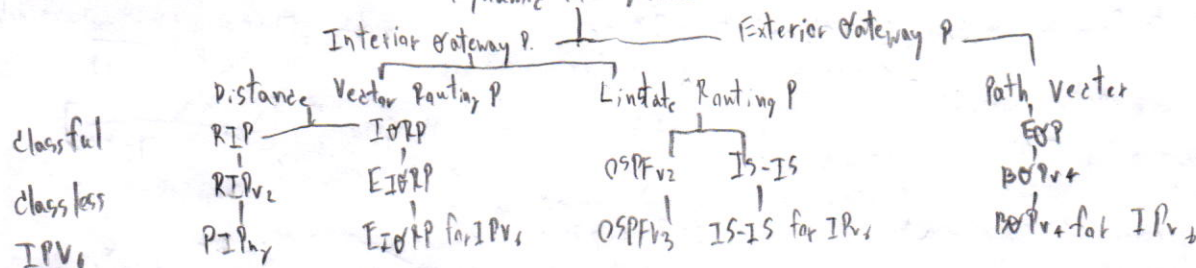 Interior Gateway P. Exterior Gateway P.
Distance Vector Routing P Linstate Routing P Path Vector
classful RIP IGRP EGP
OSPFv2 IS-IS
classless RIPv2 EIGRP BGPv4
IPV6 PIPng EIGRP for IPV6 OSPFv3 IS-IS for IPv6 BGPv4 for IPv6